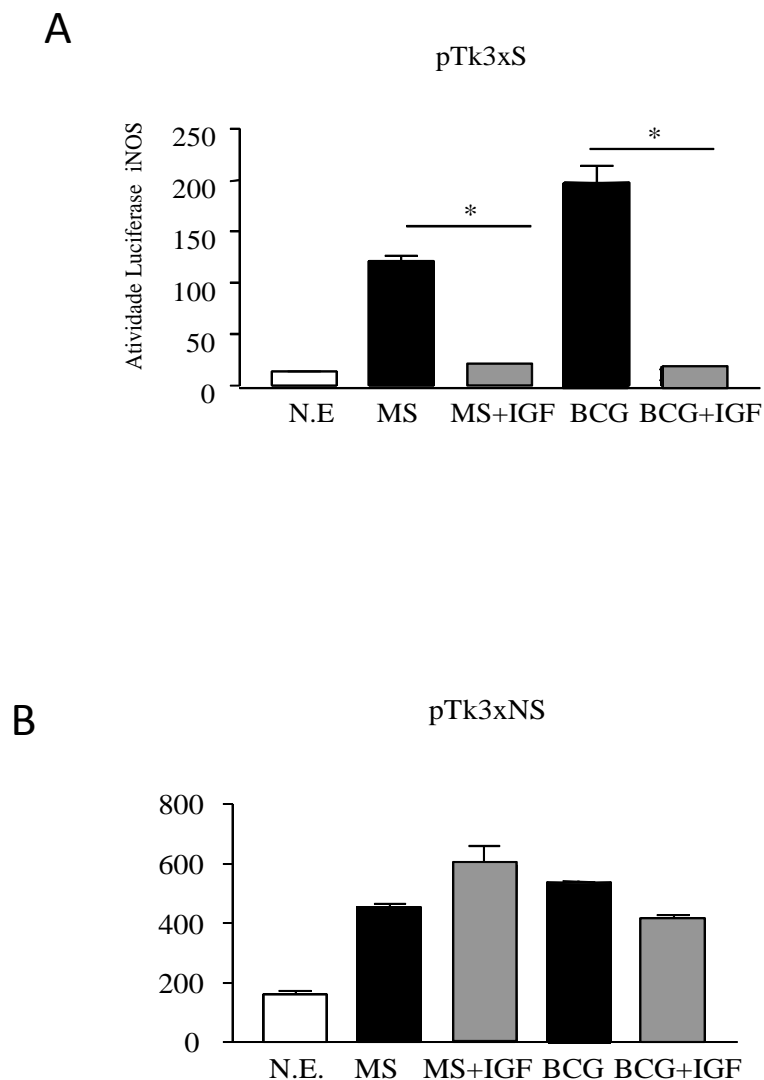 A
pTk3xS
Atividade Luciferase iNOS
250
200
150
100
50
0
*
*
N.E MS MS+IGF BCG BCG+IGF
B
pTk3xNS
800
600
400
200
0
N.E. MS MS+IGF BCG BCG+IGF